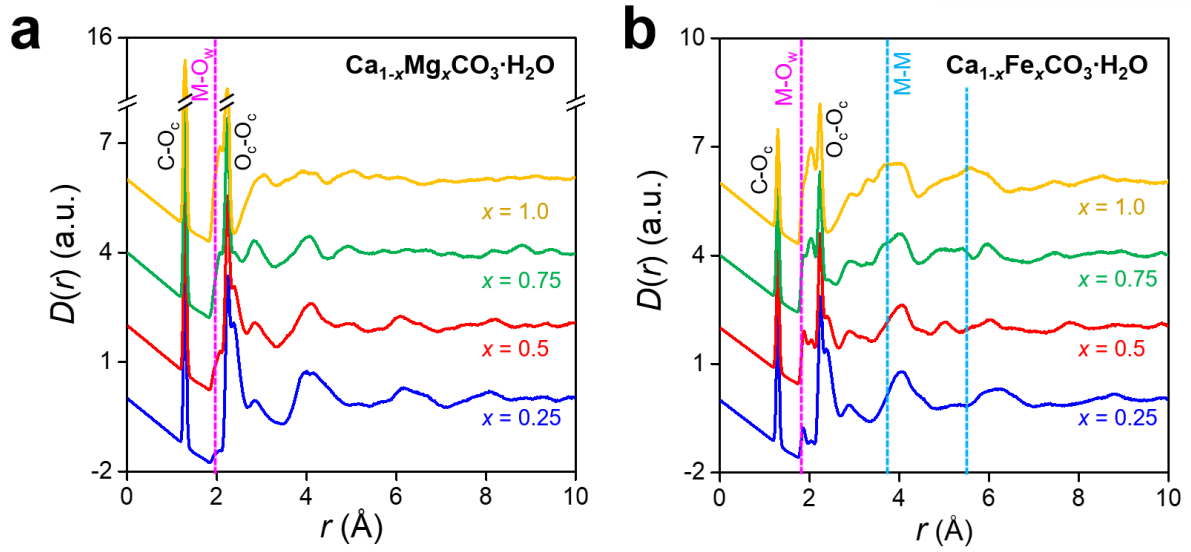 a
16
7
4
1
-2
D(r) (a.u.)
Ca1-xMgxCO3·H2O
C-Oc
M-Ow
Oc-Oc
x = 1.0
x = 0.75
x = 0.5
x = 0.25
0
2
4
6
8
10
r (Å)
b
10
7
4
1
-2
D(r) (a.u.)
Ca1-xFexCO3·H2O
C-Oc
M-Ow
Oc-Oc
M-M
x = 1.0
x = 0.75
x = 0.5
x = 0.25
0
2
4
6
8
10
r (Å)